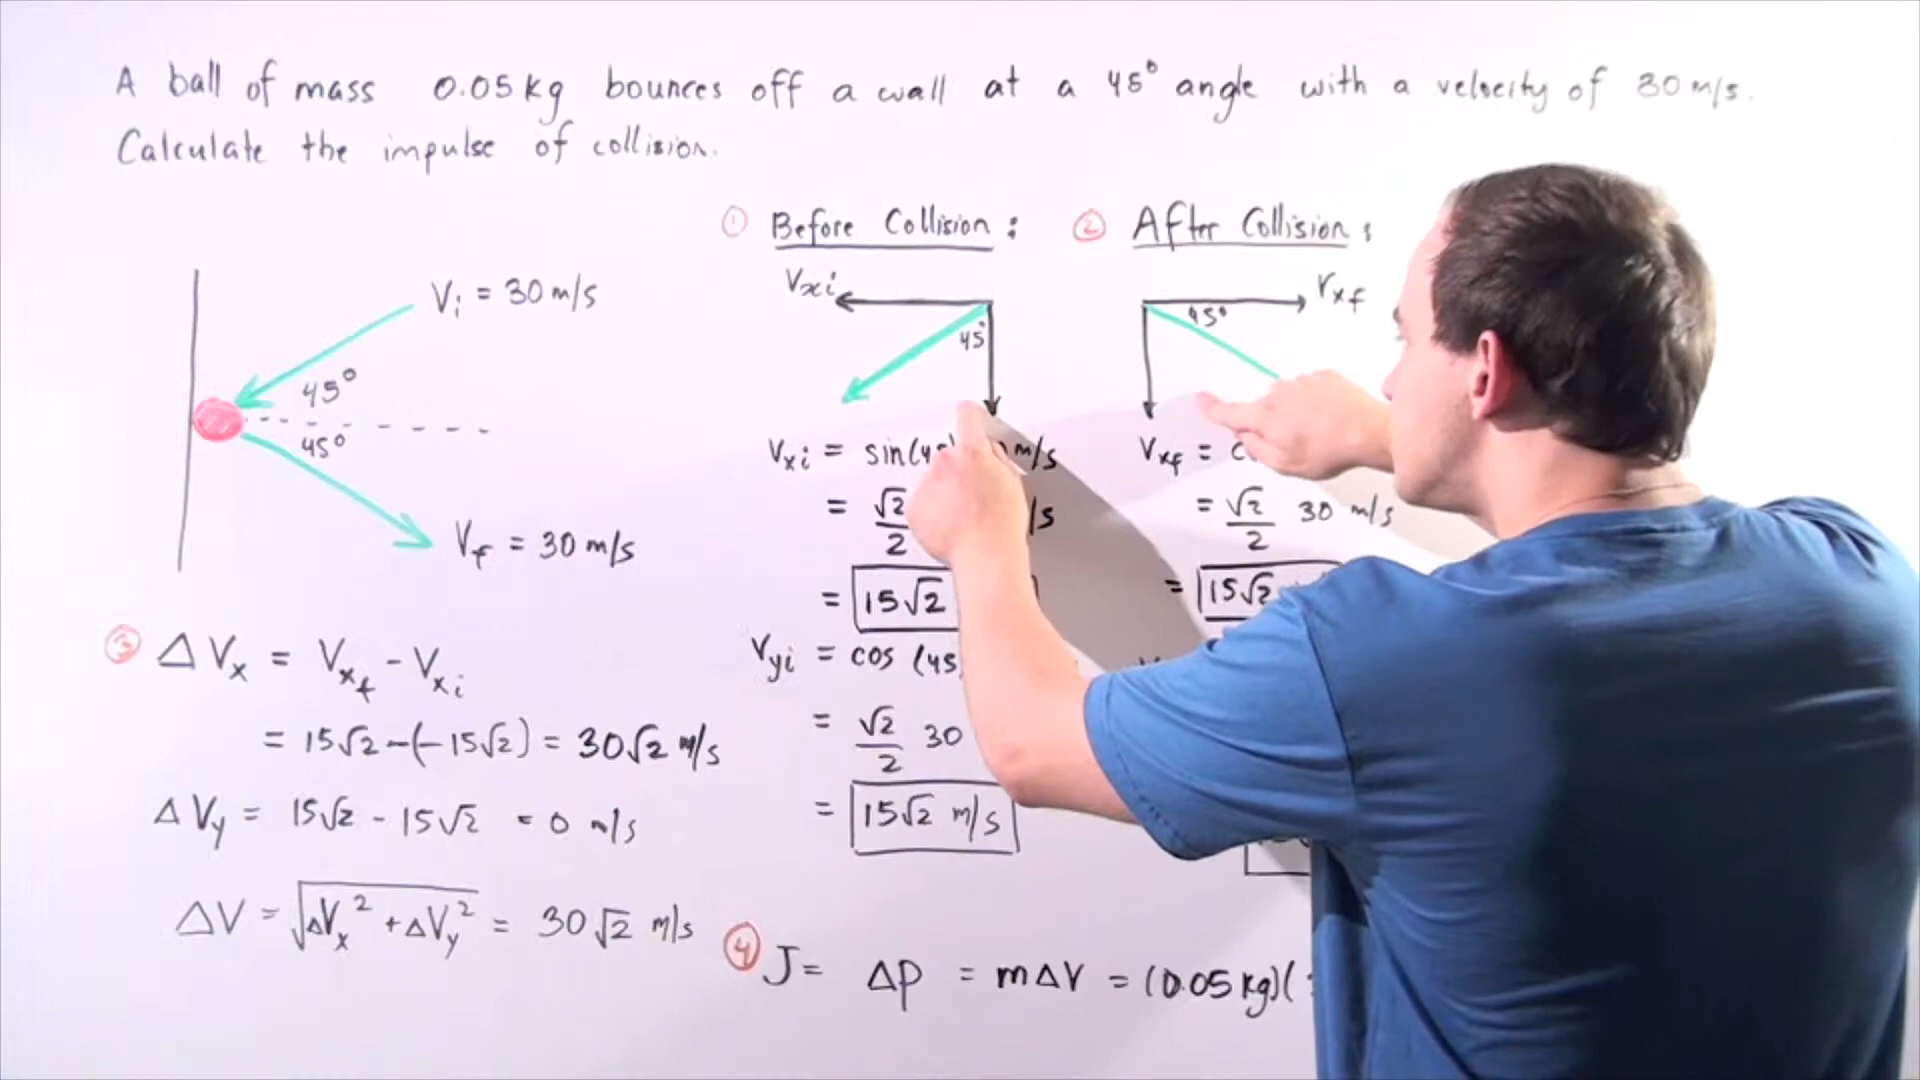 A ball of mass 0.05 kg bounces off a wall at a 45° angle with a velocity of 30 m/s.
Calculate the impulse of collision.
① Before Collision :
② After Collision :
Vxi
45°
45°
Vxf
Vi = 30 m/s
45°
45°
Vf = 30 m/s
Vxi = sin(45 m/s
= √2/2 /s
= 15√2
Vyi = cos (45
= √2/2 30
= 15√2 m/s
Vxf = c
= √2/2 30 m/s
= 15√2
③ ΔVx = Vxf - Vxi
= 15√2 - (-15√2) = 30√2 m/s
ΔVy = 15√2 - 15√2 = 0 m/s
ΔV = √ΔVx² + ΔVy² = 30√2 m/s
④ J = Δp = mΔV = (0.05 kg)(